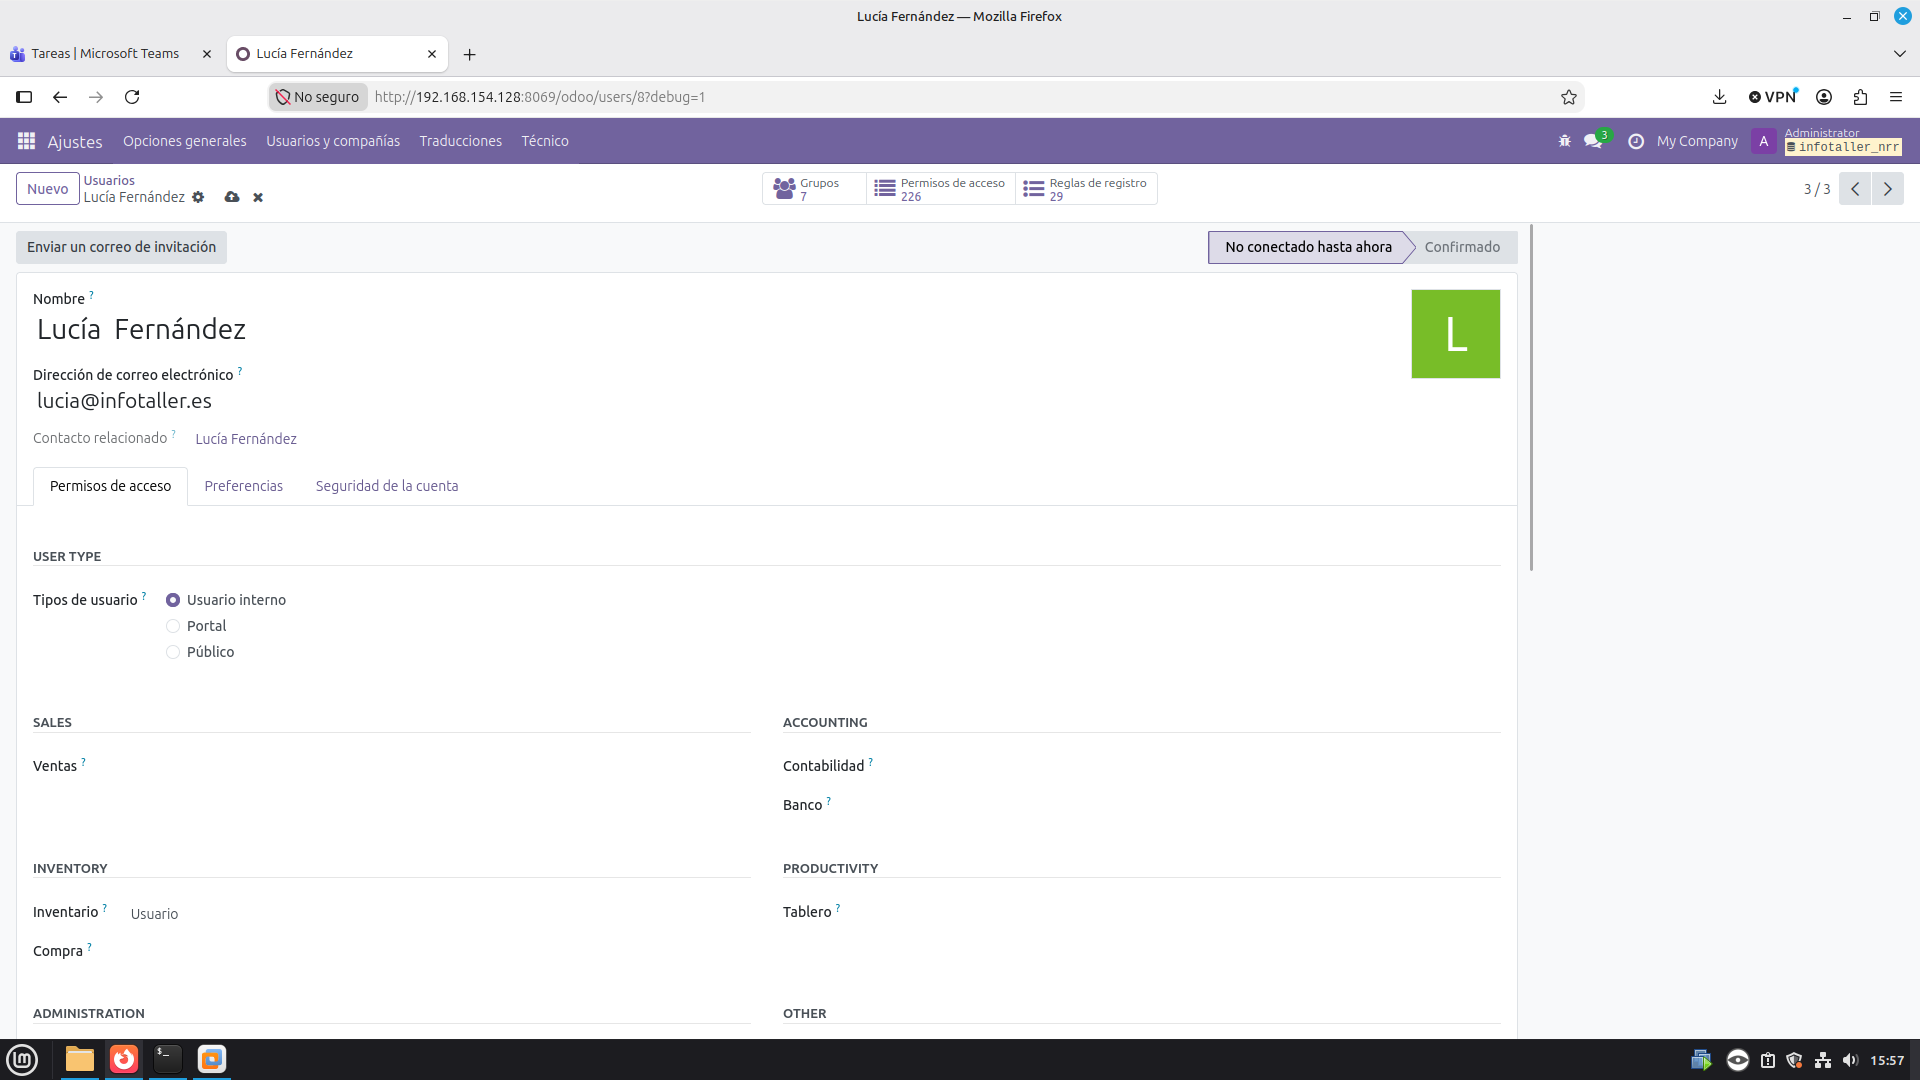 Lucía Fernández — Mozilla Firefox
Tareas | Microsoft Teams
Lucía Fernández
No seguro
http://192.168.154.128:8069/odoo/users/8?debug=1
VPN
Ajustes
Opciones generales
Usuarios y compañías
Traducciones
Técnico
3
My Company
A
Administrator
infotaller_nrr
Nuevo
Usuarios
Lucía Fernández
Grupos
7
Permisos de acceso
226
Reglas de registro
29
3 / 3
Enviar un correo de invitación
No conectado hasta ahora
Confirmado
Nombre ?
Lucía  Fernández
L
Dirección de correo electrónico ?
lucia@infotaller.es
Contacto relacionado ?
Lucía Fernández
Permisos de acceso
Preferencias
Seguridad de la cuenta
USER TYPE
Tipos de usuario ?
Usuario interno
Portal
Público
SALES
ACCOUNTING
Ventas ?
Contabilidad ?
Banco ?
INVENTORY
PRODUCTIVITY
Inventario ?
Usuario
Tablero ?
Compra ?
ADMINISTRATION
OTHER
15:57